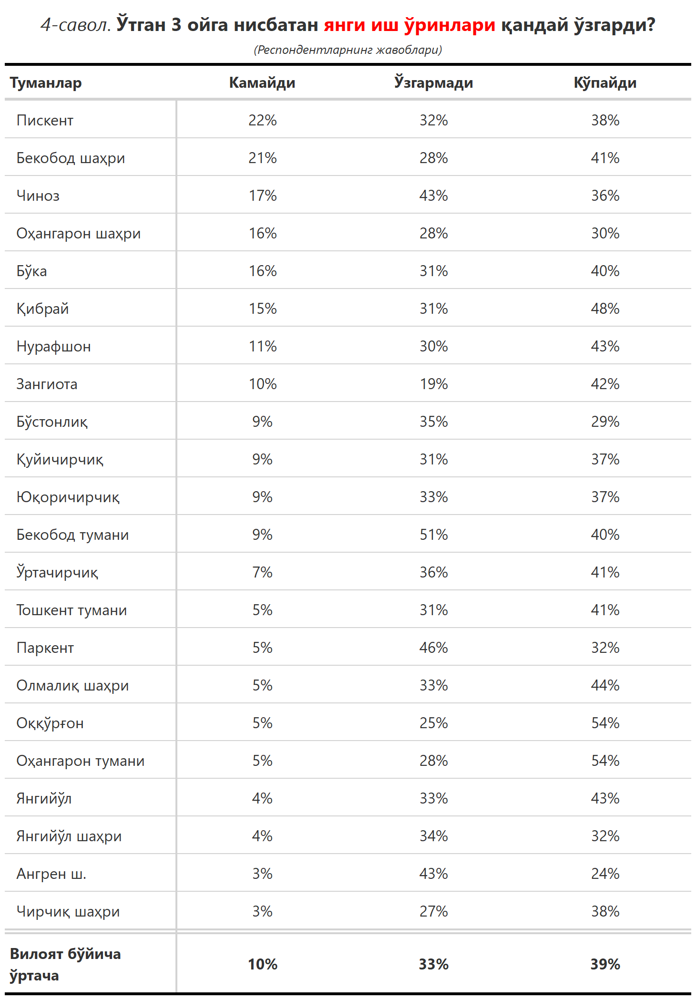 4-савол. Ўтган 3 ойга нисбатан янги иш ўринлари қандай ўзгарди?
(Респондентларнинг жавоблари)
Туманлар Камайди Ўзгармади Кўпайди
Пискент 22% 32% 38%
Бекобод шаҳри 21% 28% 41%
Чиноз 17% 43% 36%
Оҳангарон шаҳри 16% 28% 30%
Бўка 16% 31% 40%
Қибрай 15% 31% 48%
Нурафшон 11% 30% 43%
Зангиота 10% 19% 42%
Бўстонлиқ 9% 35% 29%
Қуйичирчиқ 9% 31% 37%
Юқоричирчиқ 9% 33% 37%
Бекобод тумани 9% 51% 40%
Ўртачирчиқ 7% 36% 41%
Тошкент тумани 5% 31% 41%
Паркент 5% 46% 32%
Олмалиқ шаҳри 5% 33% 44%
Оққўрғон 5% 25% 54%
Оҳангарон тумани 5% 28% 54%
Янгийўл 4% 33% 43%
Янгийўл шаҳри 4% 34% 32%
Ангрен ш. 3% 43% 24%
Чирчиқ шаҳри 3% 27% 38%
Вилоят бўйича
ўртача 10% 33% 39%